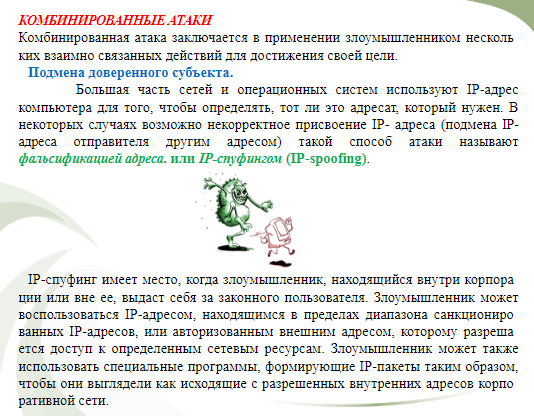 КОМБИНИРОВАННЫЕ АТАКИ
Комбинированная атака заключается в применении злоумышленником несколь
ких взаимно связанных действий для достижения своей цели.
Подмена доверенного субъекта.
Большая часть сетей и операционных систем используют IP-адрес
компьютера для того, чтобы определять, тот ли это адресат, который нужен. В
некоторых случаях возможно некорректное присвоение IP- адреса (подмена IP-
адреса отправителя другим адресом) такой способ атаки называют
фальсификацией адреса. или IP-спуфингом (IP-spoofing).
IP-спуфинг имеет место, когда злоумышленник, находящийся внутри корпора
ции или вне ее, выдаст себя за законного пользователя. Злоумышленник может
воспользоваться IP-адресом, находящимся в пределах диапазона санкциониро
ванных IP-адресов, или авторизованным внешним адресом, которому разреша
ется доступ к определенным сетевым ресурсам. Злоумышленник может также
использовать специальные программы, формирующие IP-пакеты таким образом,
чтобы они выглядели как исходящие с разрешенных внутренних адресов корпо
ративной сети.